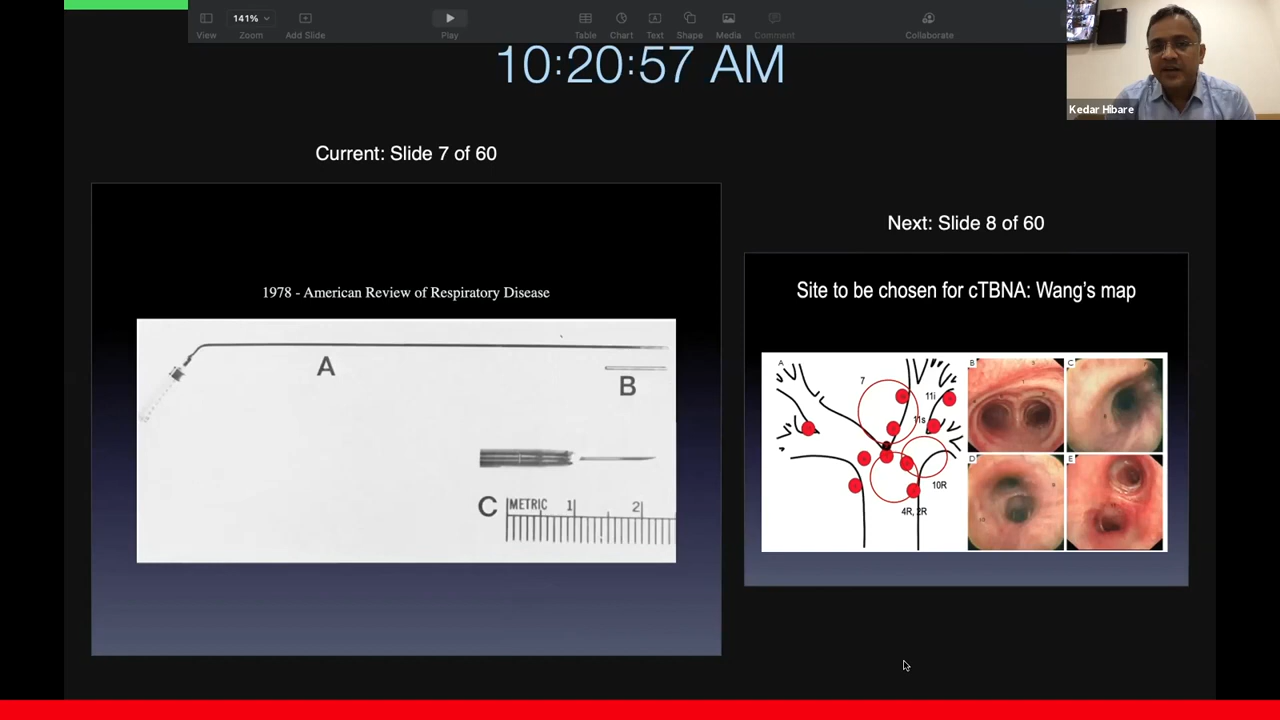 141%
View
Zoom
Add Slide
Play
Table
Chart
Text
Shape
Media
Comment
Collaborate
Kedar Hibare
10:20:57 AM
Current: Slide 7 of 60
1978 - American Review of Respiratory Disease
A
B
C
METRIC 1 2
Next: Slide 8 of 60
Site to be chosen for cTBNA: Wang's map
A
7
11i
11s
10R
4R, 2R
B
C
D
E